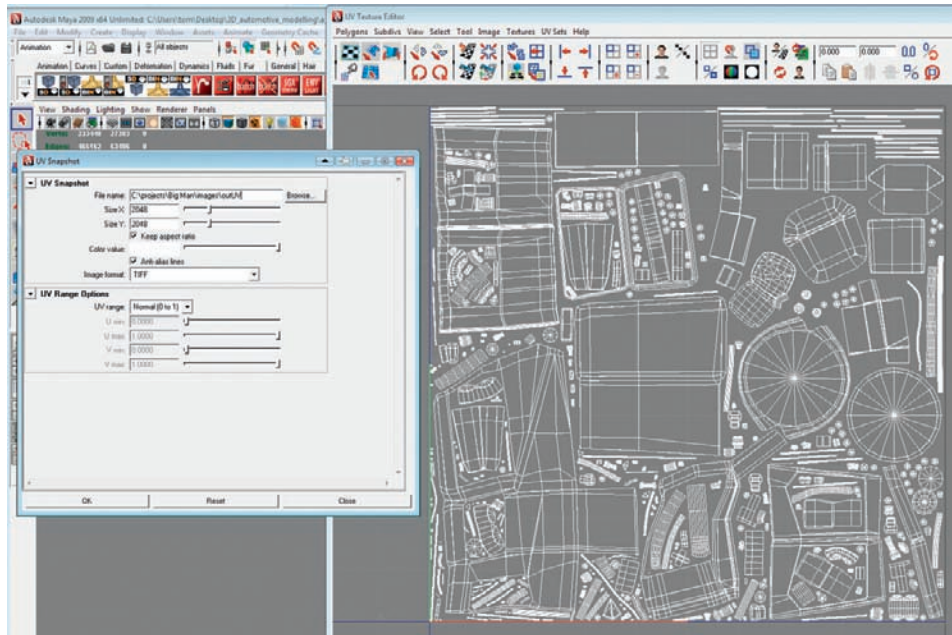 Autodesk Maya 2009 x64 Unlimited: C:\Users\tom\Desktop\3D_automotive_modelling\a
File Edit Modify Create Display Window Assets Animate Geometry Cache
Animation
All objects
Animation Curves Custom Deformation Dynamics Fluids Fur General Hair
View Shading Lighting Show Renderer Panels
UV Snapshot
UV Snapshot
File name: C:\projects\Big Man\images\outUV
Browse...
Size X: 2048
Size Y: 2048
Keep aspect ratio
Color value:
Anti-alias lines
Image format: TIFF
UV Range Options
UV range: Normal (0 to 1)
U min: 0.0000
U max: 1.0000
V min: 0.0000
V max: 1.0000
OK Reset Close
UV Texture Editor
Polygons Subdivs View Select Tool Image Textures UV Sets Help
0.000 0.000 0.0